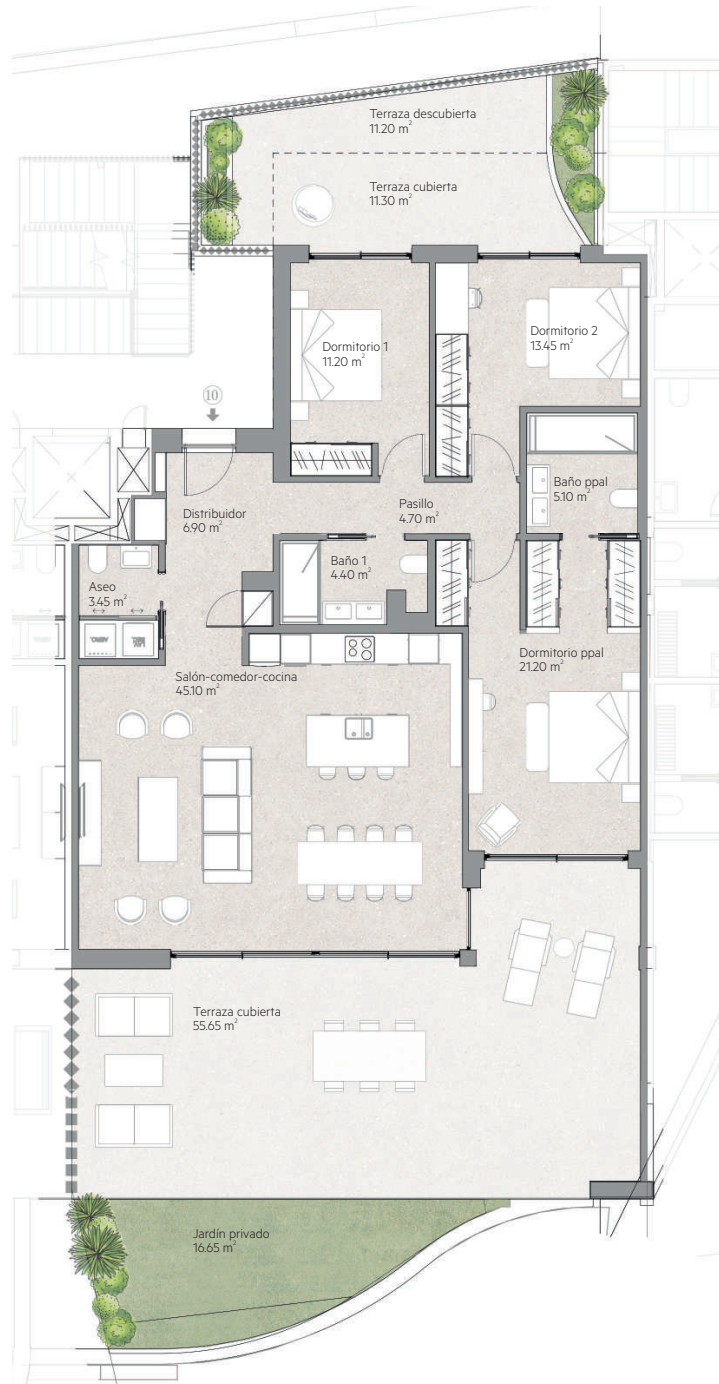 Terraza descubierta
11.20 m²
Terraza cubierta
11.30 m²
Dormitorio 1
11.20 m²
Dormitorio 2
13.45 m²
10
Distribuidor
6.90 m²
Pasillo
4.70 m²
Baño ppal
5.10 m²
Baño 1
4.40 m²
Aseo
3.45 m²
Dormitorio ppal
21.20 m²
Salón-comedor-cocina
45.10 m²
Terraza cubierta
55.65 m²
Jardín privado
16.65 m²